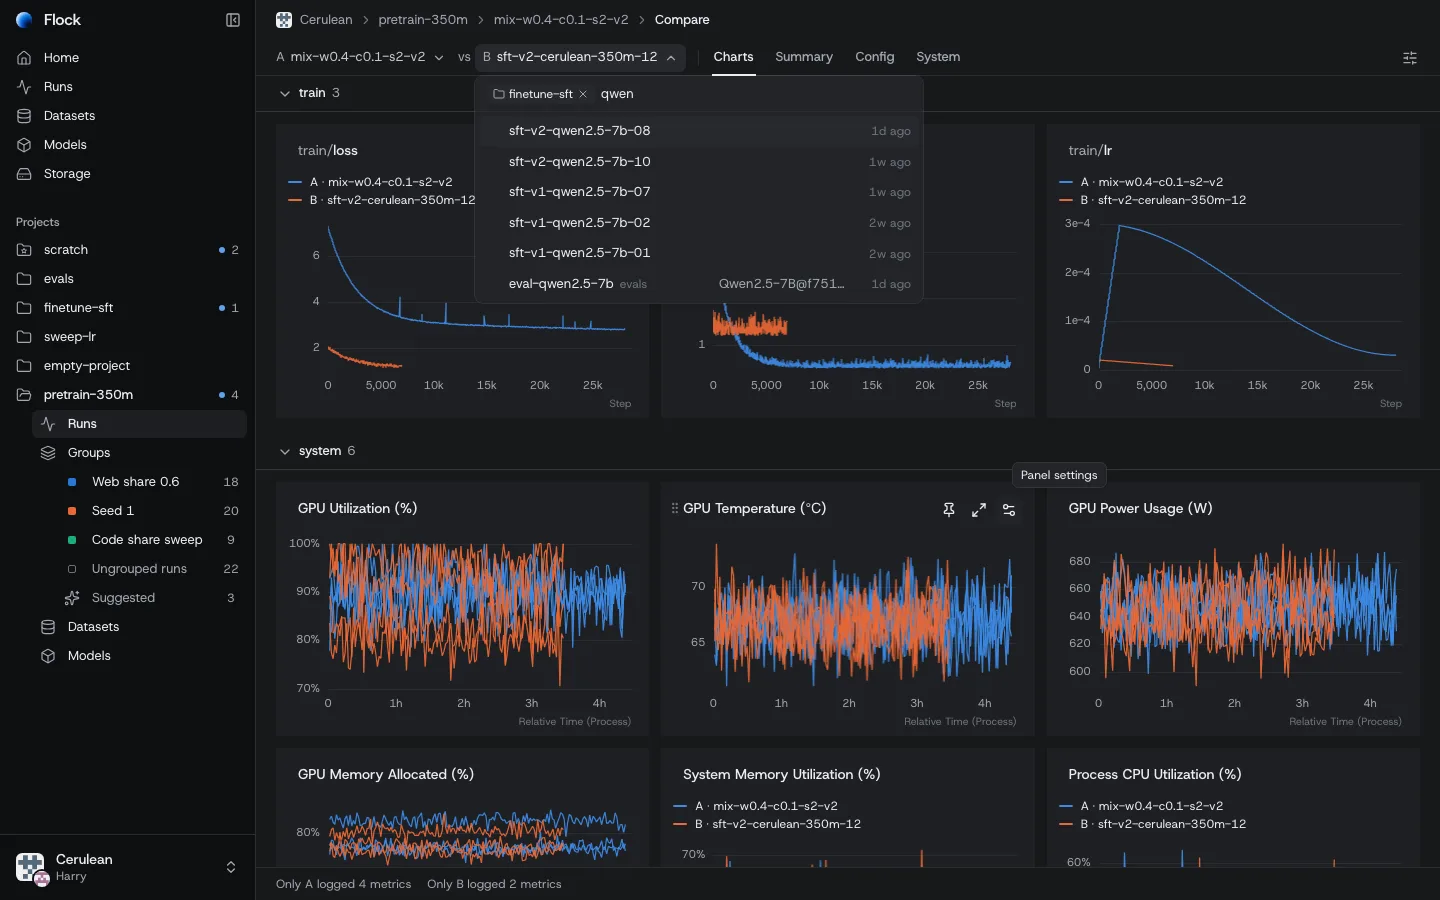 Flock
Home
Runs
Datasets
Models
Storage
Projects
scratch 2
evals
finetune-sft 1
sweep-lr
empty-project
pretrain-350m 4
Runs
Groups
Web share 0.6 18
Seed 1 20
Code share sweep 9
Ungrouped runs 22
Suggested 3
Datasets
Models
Cerulean
Harry
Cerulean > pretrain-350m > mix-w0.4-c0.1-s2-v2 > Compare
A mix-w0.4-c0.1-s2-v2 vs B sft-v2-cerulean-350m-12
Charts Summary Config System
train 3
finetune-sft × qwen
sft-v2-qwen2.5-7b-08 1d ago
sft-v2-qwen2.5-7b-10 1w ago
sft-v1-qwen2.5-7b-07 1w ago
sft-v1-qwen2.5-7b-02 2w ago
sft-v1-qwen2.5-7b-01 2w ago
eval-qwen2.5-7b evals Qwen2.5-7B@f751... 1d ago
train/loss
A · mix-w0.4-c0.1-s2-v2
B · sft-v2-cerulean-350m-12
6
4
2
0 5,000 10k 15k 20k 25k
Step
1
0 5,000 10k 15k 20k 25k
Step
train/lr
A · mix-w0.4-c0.1-s2-v2
B · sft-v2-cerulean-350m-12
3e-4
2e-4
1e-4
0
0 5,000 10k 15k 20k 25k
Step
system 6
Panel settings
GPU Utilization (%)
100%
90%
80%
70%
0 1h 2h 3h 4h
Relative Time (Process)
GPU Temperature (°C)
70
65
0 1h 2h 3h 4h
Relative Time (Process)
GPU Power Usage (W)
680
660
640
620
600
0 1h 2h 3h 4h
Relative Time (Process)
GPU Memory Allocated (%)
80%
System Memory Utilization (%)
A · mix-w0.4-c0.1-s2-v2
B · sft-v2-cerulean-350m-12
70%
Process CPU Utilization (%)
A · mix-w0.4-c0.1-s2-v2
B · sft-v2-cerulean-350m-12
60%
Only A logged 4 metrics Only B logged 2 metrics